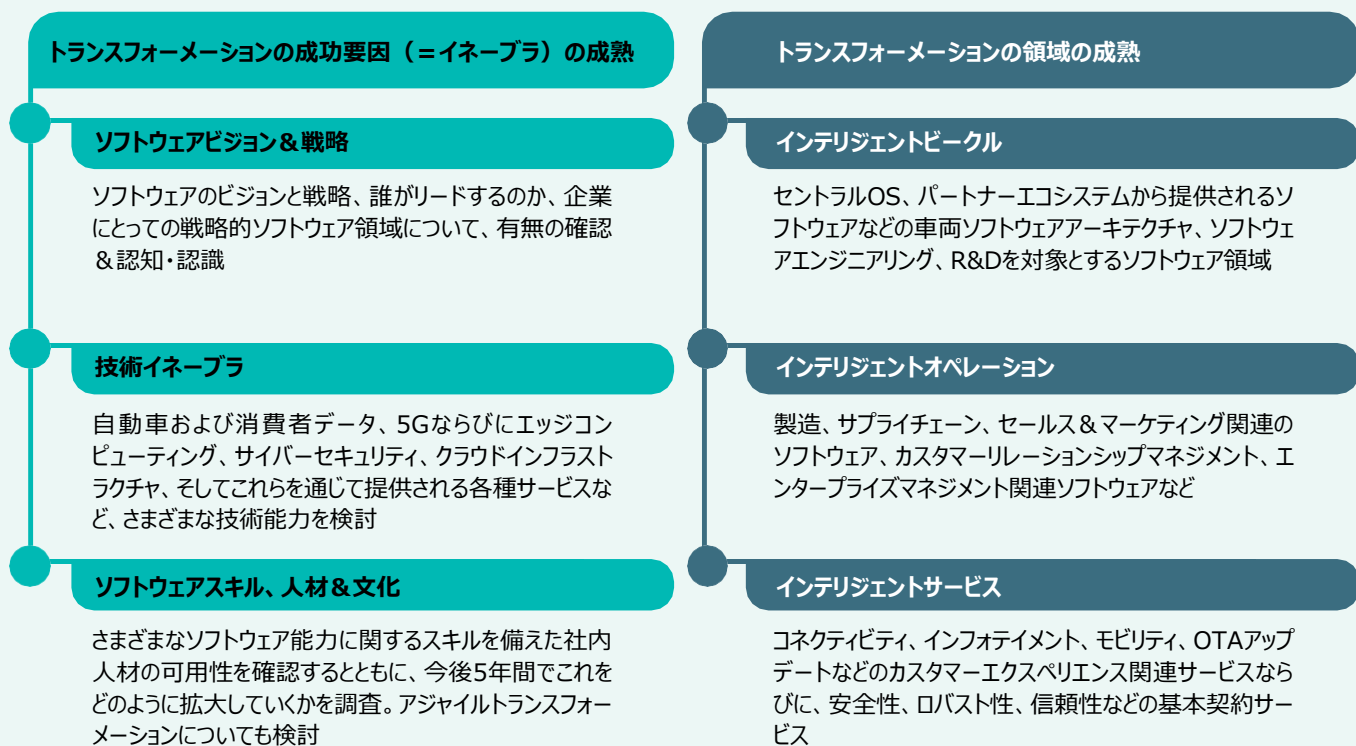 トランスフォーメーションの成功要因（＝イネーブラ）の成熟
ソフトウェアビジョン＆戦略
ソフトウェアのビジョンと戦略、誰がリードするのか、企業
にとっての戦略的ソフトウェア領域について、有無の確認
＆認知・認識
技術イネーブラ
自動車および消費者データ、5Gならびにエッジコン
ピューティング、サイバーセキュリティ、クラウドインフラスト
ラクチャ、そしてこれらを通じて提供される各種サービスな
ど、さまざまな技術能力を検討
ソフトウェアスキル、人材＆文化
さまざまなソフトウェア能力に関するスキルを備えた社内
人材の可用性を確認するとともに、今後5年間でこれを
どのように拡大していくかを調査。アジャイルトランスフォー
メーションについても検討
トランスフォーメーションの領域の成熟
インテリジェントビークル
セントラルOS、パートナーエコシステムから提供されるソ
フトウェアなどの車両ソフトウェアアーキテクチャ、ソフトウェ
アエンジニアリング、R&Dを対象とするソフトウェア領域
インテリジェントオペレーション
製造、サプライチェーン、セールス＆マーケティング関連の
ソフトウェア、カスタマーリレーションシップマネジメント、エ
ンタープライズマネジメント関連ソフトウェアなど
インテリジェントサービス
コネクティビティ、インフォテイメント、モビリティ、OTAアップ
デートなどのカスタマーエクスペリエンス関連サービスなら
びに、安全性、ロバスト性、信頼性などの基本契約サー
ビス